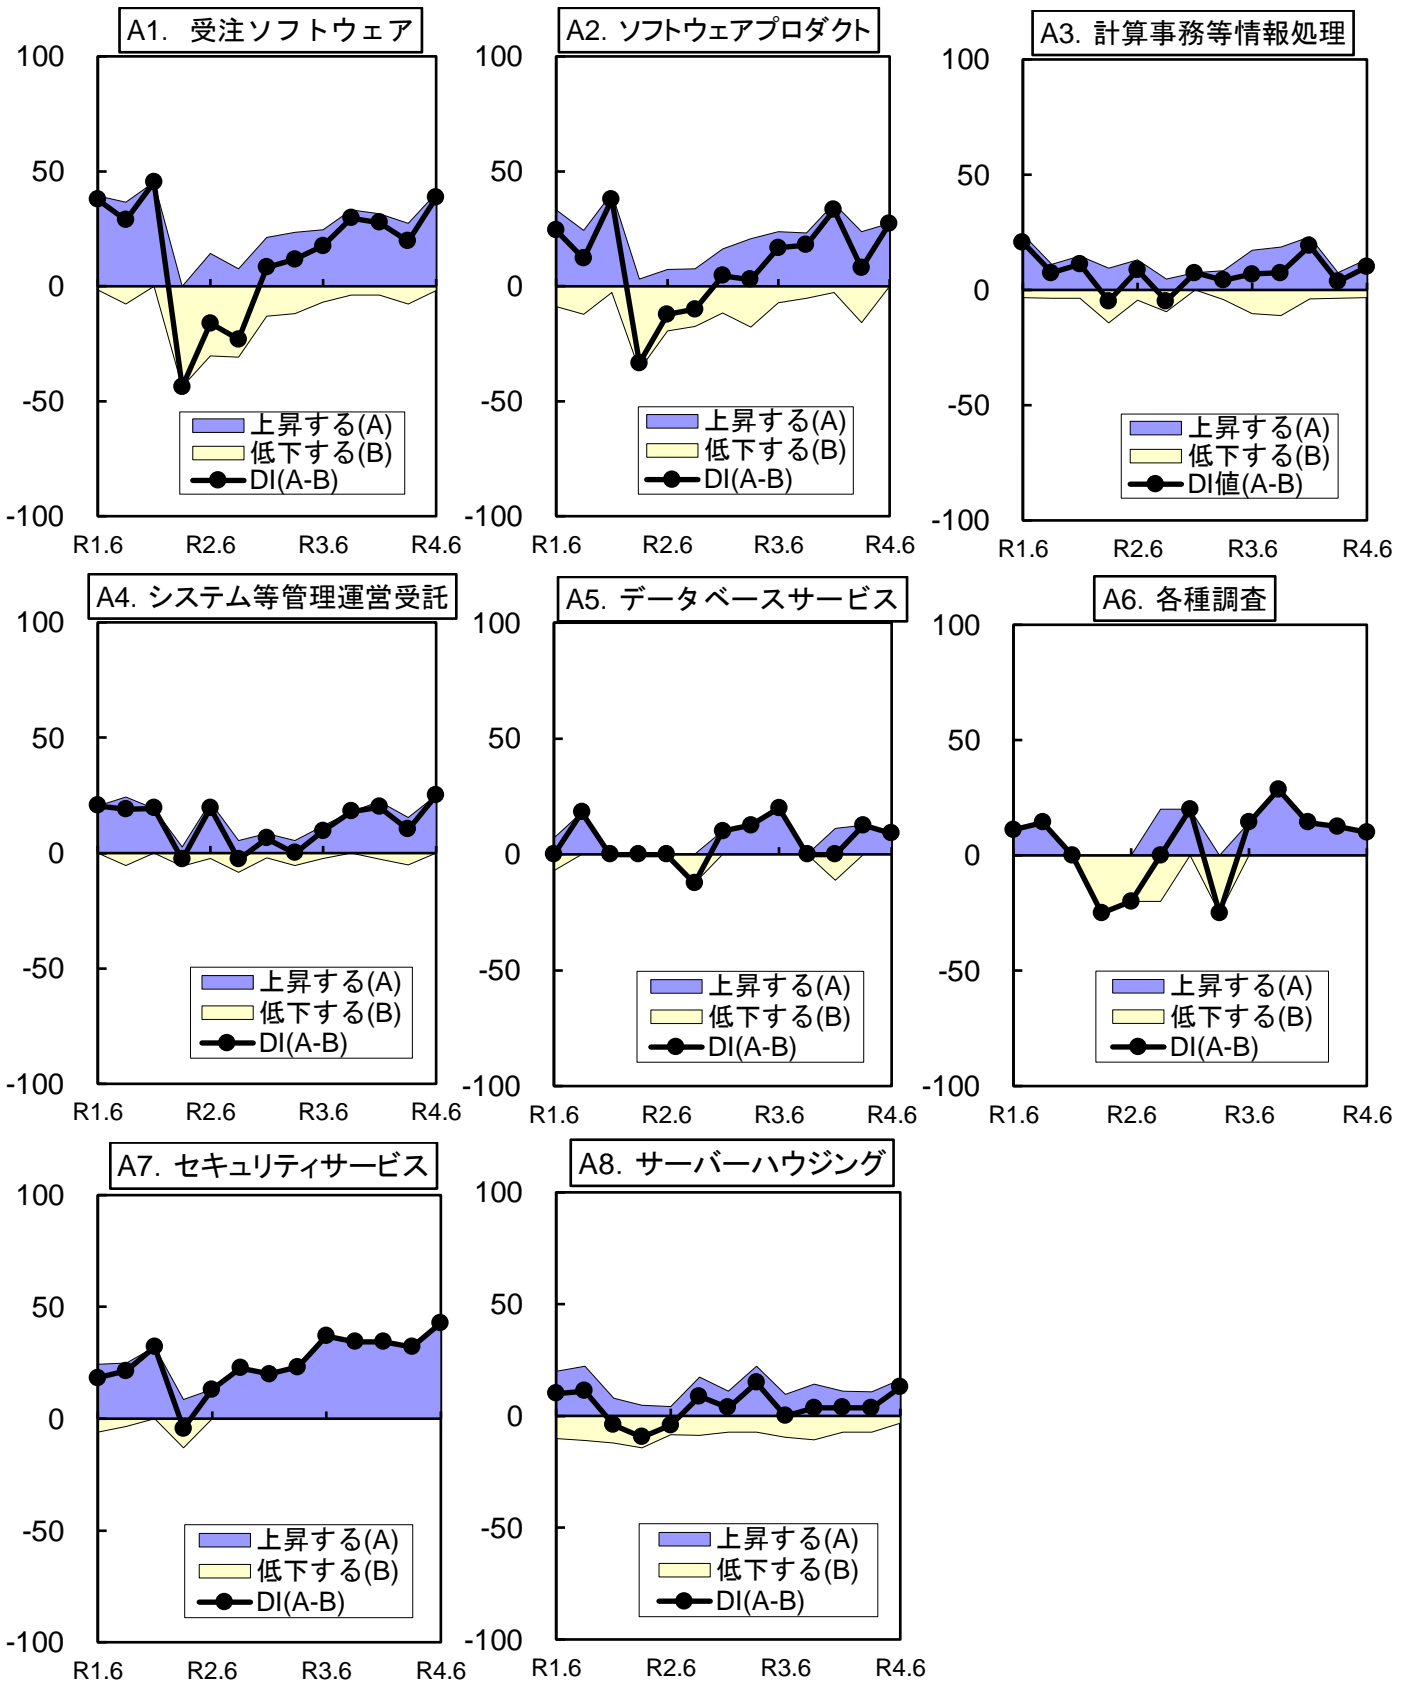 A1. 受注ソフトウェア
100
50
0
-50
-100
上昇する(A)
低下する(B)
DI(A-B)
R1.6 R2.6 R3.6 R4.6
A2. ソフトウェアプロダクト
100
50
0
-50
-100
上昇する(A)
低下する(B)
DI(A-B)
R1.6 R2.6 R3.6 R4.6
A3. 計算事務等情報処理
100
50
0
-50
-100
上昇する(A)
低下する(B)
DI値(A-B)
R1.6 R2.6 R3.6 R4.6
A4. システム等管理運営受託
100
50
0
-50
-100
上昇する(A)
低下する(B)
DI(A-B)
R1.6 R2.6 R3.6 R4.6
A5. データベースサービス
100
50
0
-50
-100
上昇する(A)
低下する(B)
DI(A-B)
R1.6 R2.6 R3.6 R4.6
A6. 各種調査
100
50
0
-50
-100
上昇する(A)
低下する(B)
DI(A-B)
R1.6 R2.6 R3.6 R4.6
A7. セキュリティサービス
100
50
0
-50
-100
上昇する(A)
低下する(B)
DI(A-B)
R1.6 R2.6 R3.6 R4.6
A8. サーバーハウジング
100
50
0
-50
-100
上昇する(A)
低下する(B)
DI(A-B)
R1.6 R2.6 R3.6 R4.6